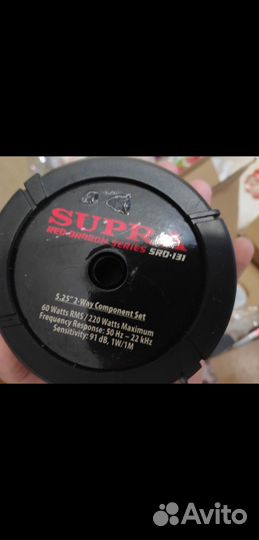 SUPRA
RED DRAGON SERIES SRD-131
5.25" 2-Way Component Set
60 Watts RMS / 220 Watts Maximum
Frequency Response: 50 Hz – 22 kHz
Sensitivity: 91 dB, 1W/1M
Avito